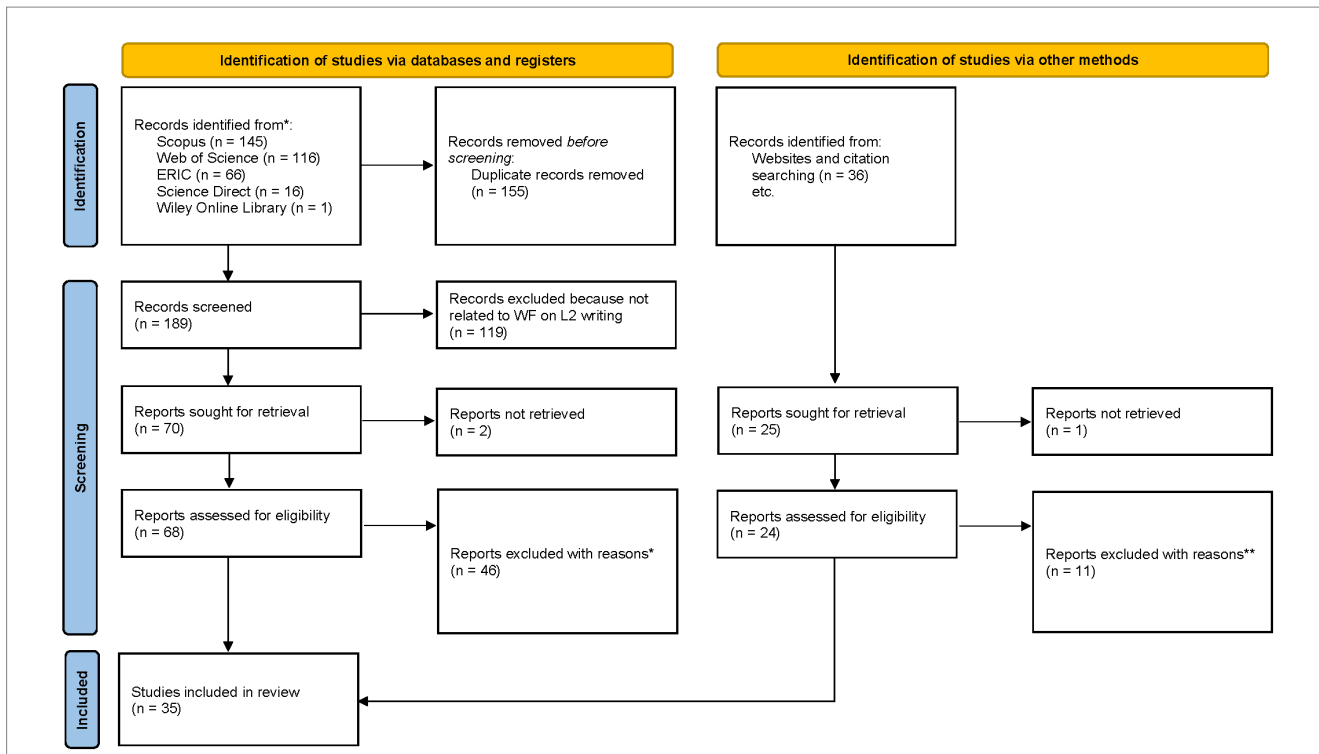 Identification of studies via databases and registers
Identification of studies via other methods
Identification
Records identified from*:
Scopus (n = 145)
Web of Science (n = 116)
ERIC (n = 66)
Science Direct (n = 16)
Wiley Online Library (n = 1)
Records removed before
screening:
Duplicate records removed
(n = 155)
Records identified from:
Websites and citation
searching (n = 36)
etc.
Screening
Records screened
(n = 189)
Records excluded because not
related to WF on L2 writing
(n = 119)
Reports sought for retrieval
(n = 70)
Reports not retrieved
(n = 2)
Reports sought for retrieval
(n = 25)
Reports not retrieved
(n = 1)
Reports assessed for eligibility
(n = 68)
Reports excluded with reasons*
(n = 46)
Reports assessed for eligibility
(n = 24)
Reports excluded with reasons**
(n = 11)
Included
Studies included in review
(n = 35)